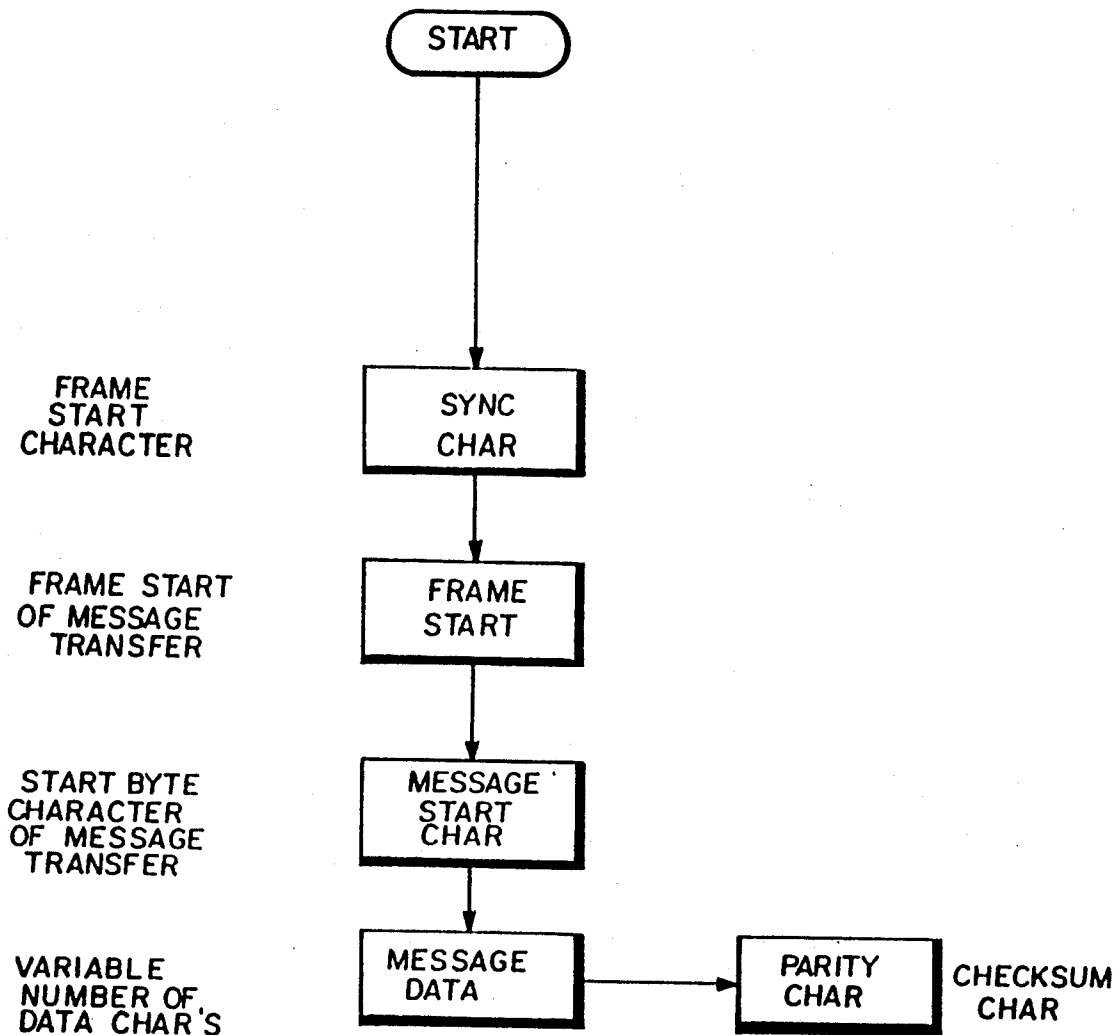 START
FRAME
START
CHARACTER
SYNC
CHAR
FRAME START
OF MESSAGE
TRANSFER
FRAME
START
START BYTE
CHARACTER
OF MESSAGE
TRANSFER
MESSAGE
START
CHAR
VARIABLE
NUMBER OF
DATA CHAR'S
MESSAGE
DATA
PARITY
CHAR
CHECKSUM
CHAR